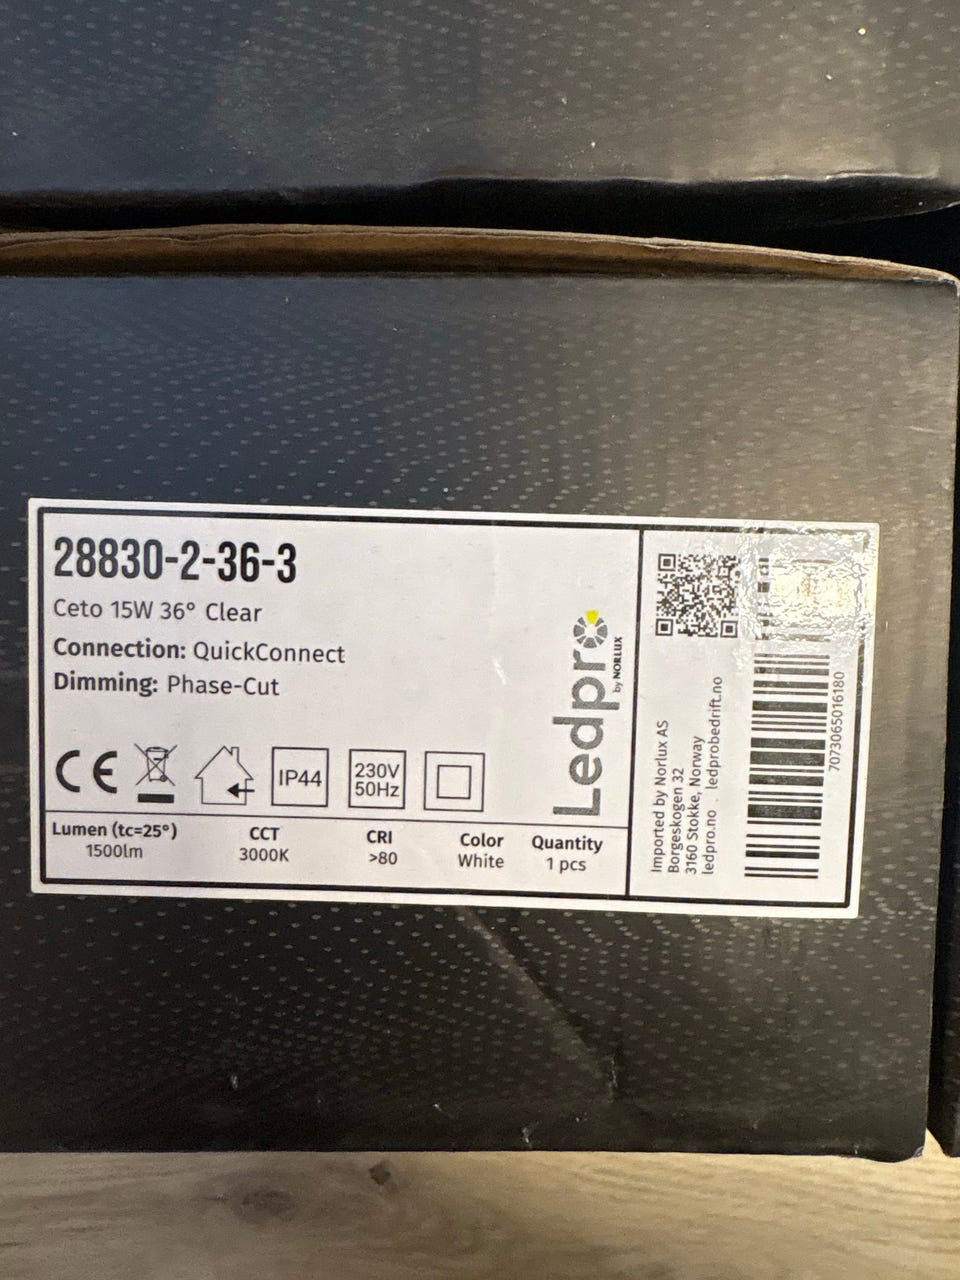 28830-2-36-3
Ceto 15W 36° Clear
Connection: QuickConnect
Dimming: Phase-Cut
CE
IP44
230V
50Hz
Lumen (tc=25°)
1500lm
CCT
3000K
CRI
>80
Color
White
Quantity
1 pcs
Ledpro
by NORLUX
Imported by Norlux AS
Borgeskogen 32
3160 Stokke, Norway
ledpro.no . ledprobedrift.no
7073065016180